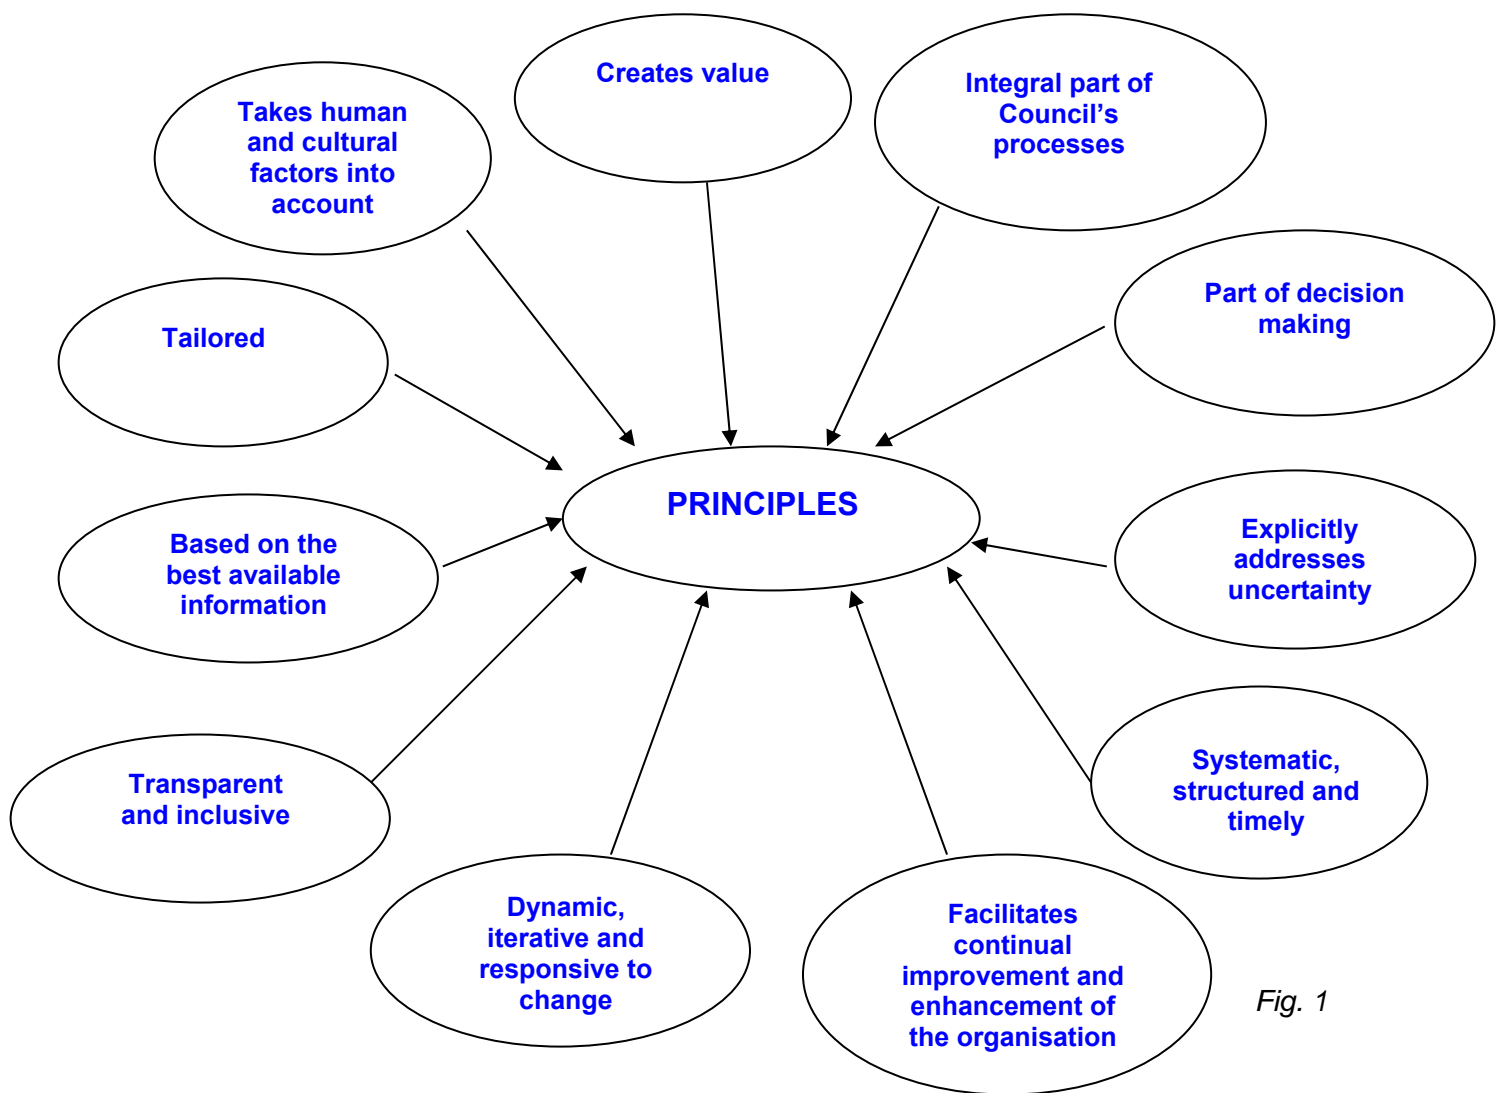 Creates value
Integral part of
Council's
processes
Takes human
and cultural
factors into
account
Part of decision
making
Tailored
PRINCIPLES
Explicitly
addresses
uncertainty
Based on the
best available
information
Systematic,
structured and
timely
Transparent
and inclusive
Dynamic,
iterative and
responsive to
change
Facilitates
continual
improvement and
enhancement of
the organisation
Fig. 1